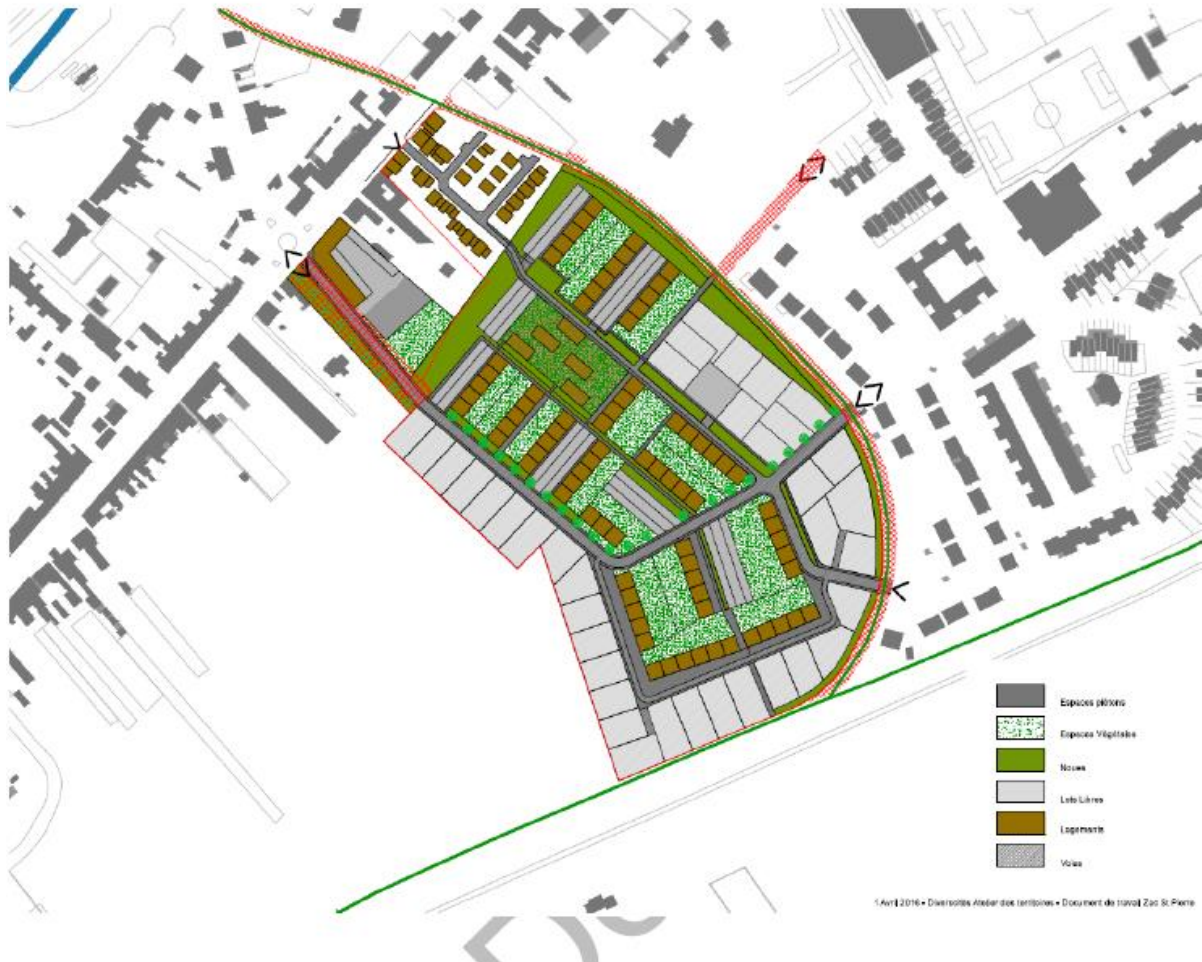 Espaces piétons
Espaces Végétalisés
Noues
Lots Libres
Logements
Voies
1 Avril 2016 • Diversités Atelier des territoires • Document de travail Zac St Pierre